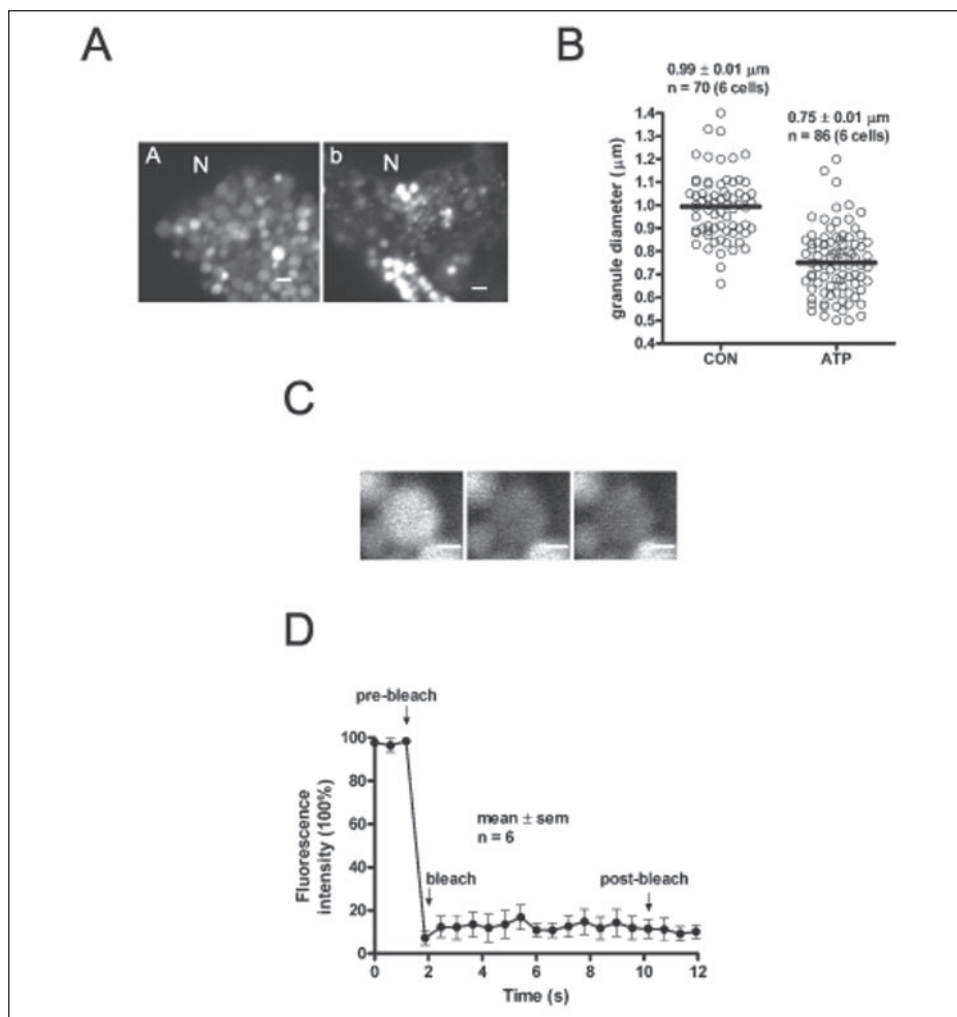 A
A N
b N
B
0.99 ± 0.01 μm
n = 70 (6 cells)
0.75 ± 0.01 μm
n = 86 (6 cells)
granule diameter (μm)
1.4
1.3
1.2
1.1
1.0
0.9
0.8
0.7
0.6
0.5
0.4
CON ATP
C
D
pre-bleach
mean ± sem
n = 6
bleach
post-bleach
Fluorescence
intensity (100%)
100
80
60
40
20
0
0 2 4 6 8 10 12
Time (s)